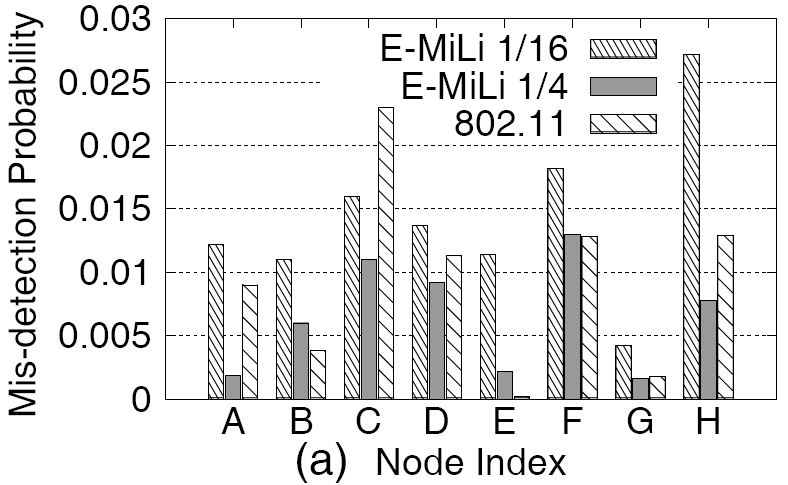 Mis-detection Probability
0.03
0.025
0.02
0.015
0.01
0.005
0
E-MiLi 1/16
E-MiLi 1/4
802.11
A B C D E F G H
(a) Node Index